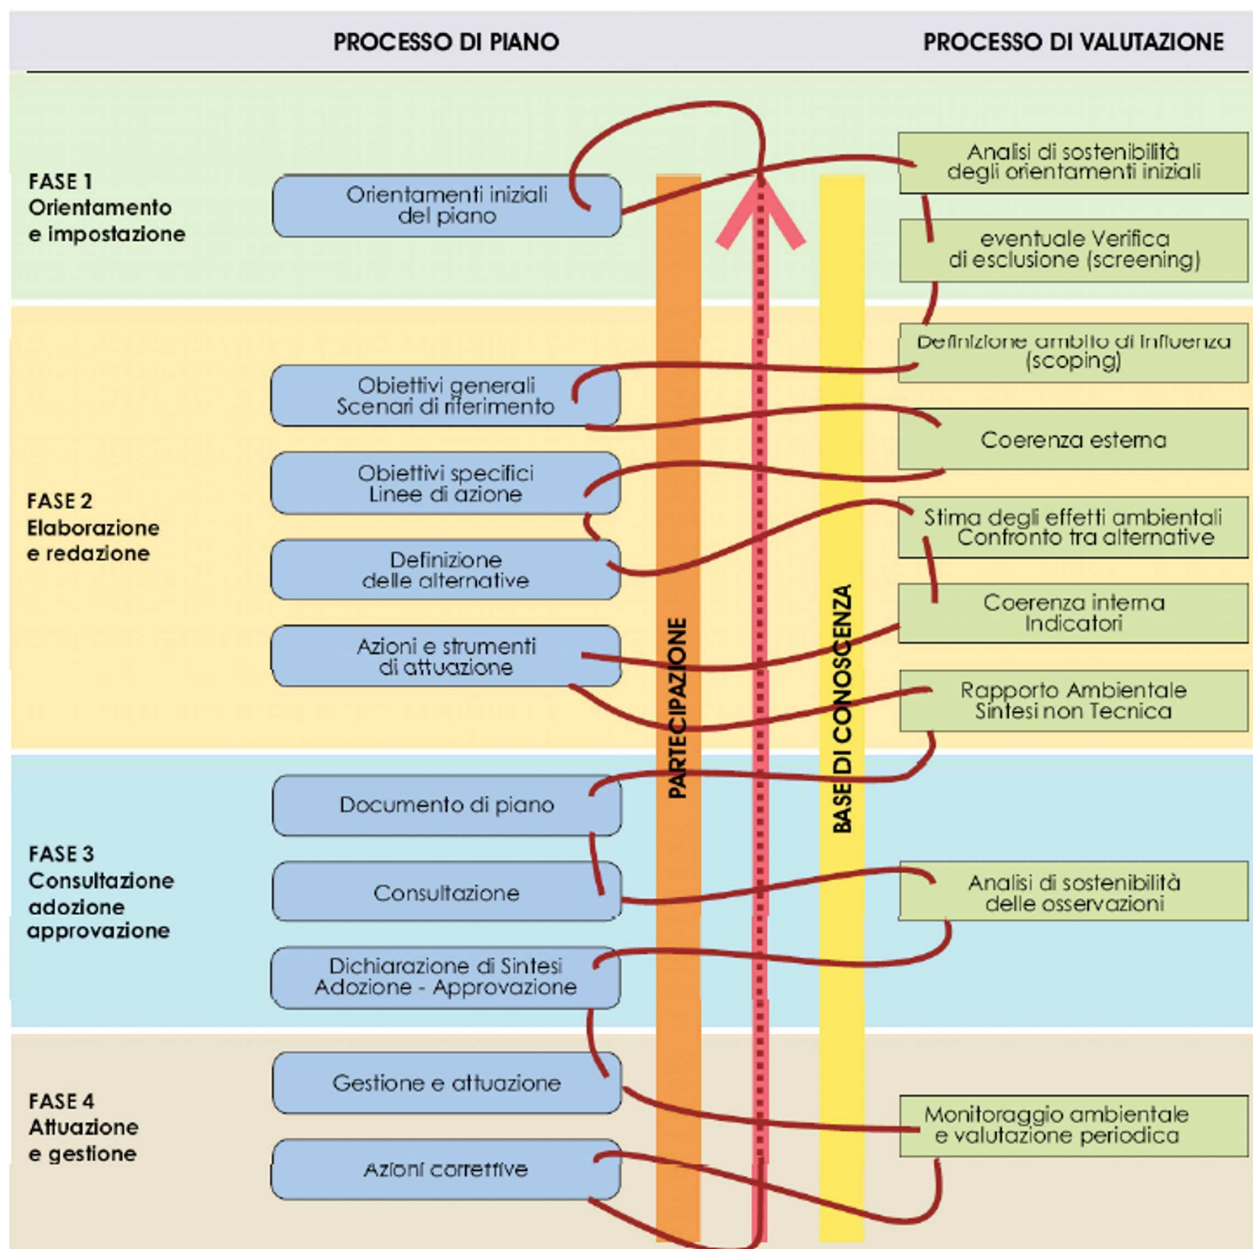 PROCESSO DI PIANO
PROCESSO DI VALUTAZIONE
FASE 1
Orientamento
e impostazione
Orientamenti iniziali
del piano
Analisi di sostenibilità
degli orientamenti iniziali
eventuale Verifica
di esclusione (screening)
FASE 2
Elaborazione
e redazione
Definizione ambito di influenza
(scoping)
Obiettivi generali
Scenari di riferimento
Coerenza esterna
Obiettivi specifici
Linee di azione
Stima degli effetti ambientali
Confronto tra alternative
Definizione
delle alternative
Coerenza interna
Indicatori
Azioni e strumenti
di attuazione
Rapporto Ambientale
Sintesi non Tecnica
PARTECIPAZIONE
BASE DI CONOSCENZA
FASE 3
Consultazione
adozione
approvazione
Documento di piano
Consultazione
Analisi di sostenibilità
delle osservazioni
Dichiarazione di Sintesi
Adozione - Approvazione
FASE 4
Attuazione
e gestione
Gestione e attuazione
Monitoraggio ambientale
e valutazione periodica
Azioni correttive